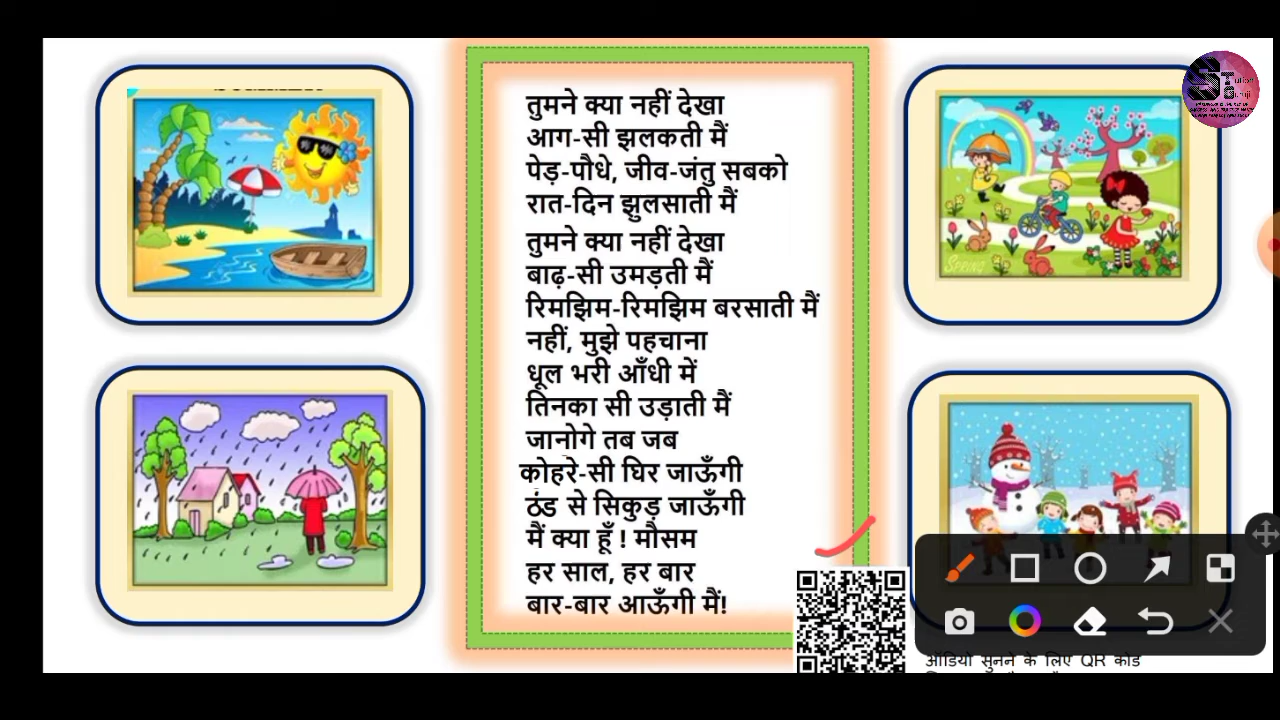 तुमने क्या नहीं देखा
आग-सी झलकती मैं
पेड़-पौधे, जीव-जंतु सबको
रात-दिन झुलसाती मैं
तुमने क्या नहीं देखा
बाढ़-सी उमड़ती मैं
रिमझिम-रिमझिम बरसाती मैं
नहीं, मुझे पहचाना
धूल भरी आँधी में
तिनका सी उड़ाती मैं
जानोगे तब जब
कोहरे-सी घिर जाऊँगी
ठंड से सिकुड़ जाऊँगी
मैं क्या हूँ ! मौसम
हर साल, हर बार
बार-बार आऊँगी मैं!
SPRING
ऑडियो सुनने के लिए QR कोड